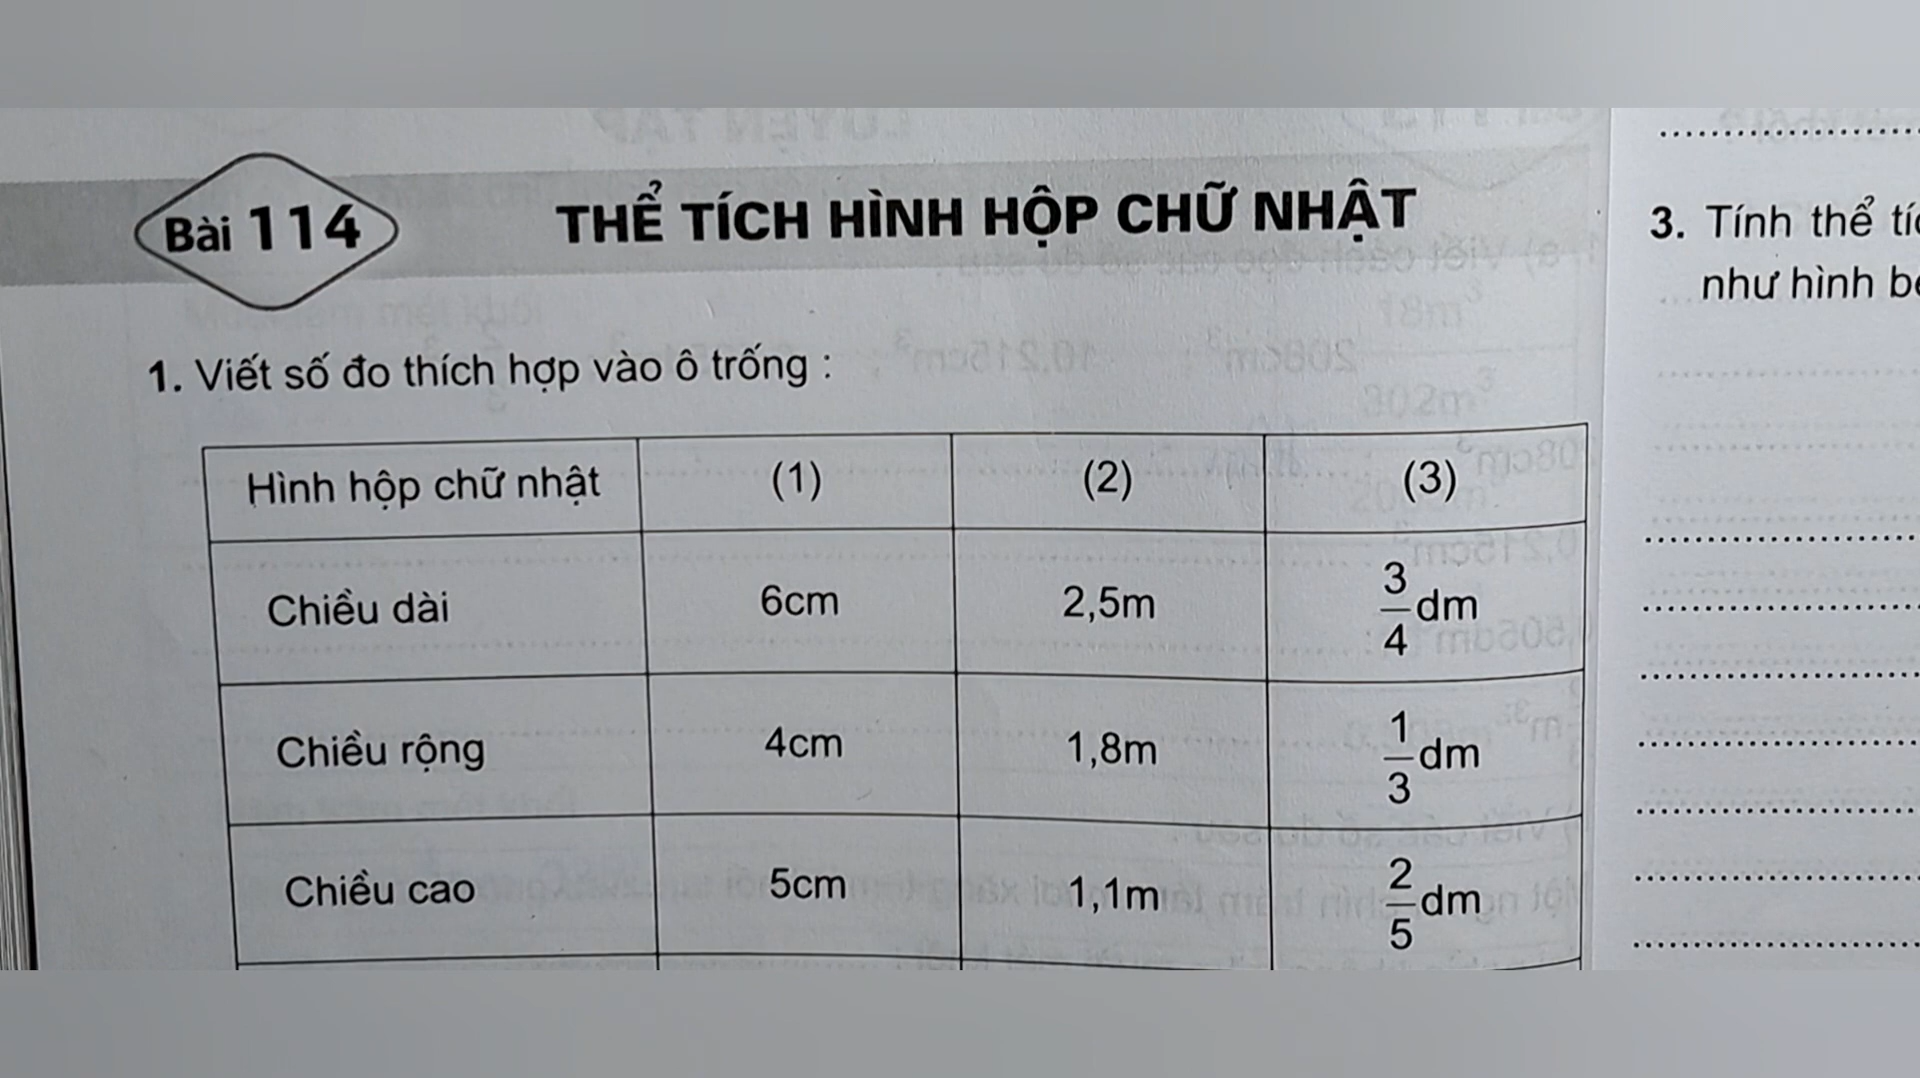 Bài 114
THỂ TÍCH HÌNH HỘP CHỮ NHẬT
1. Viết số đo thích hợp vào ô trống :
Hình hộp chữ nhật (1) (2) (3)
Chiều dài 6cm 2,5m 3/4 dm
Chiều rộng 4cm 1,8m 1/3 dm
Chiều cao 5cm 1,1m 2/5 dm
3. Tính thể
như hình